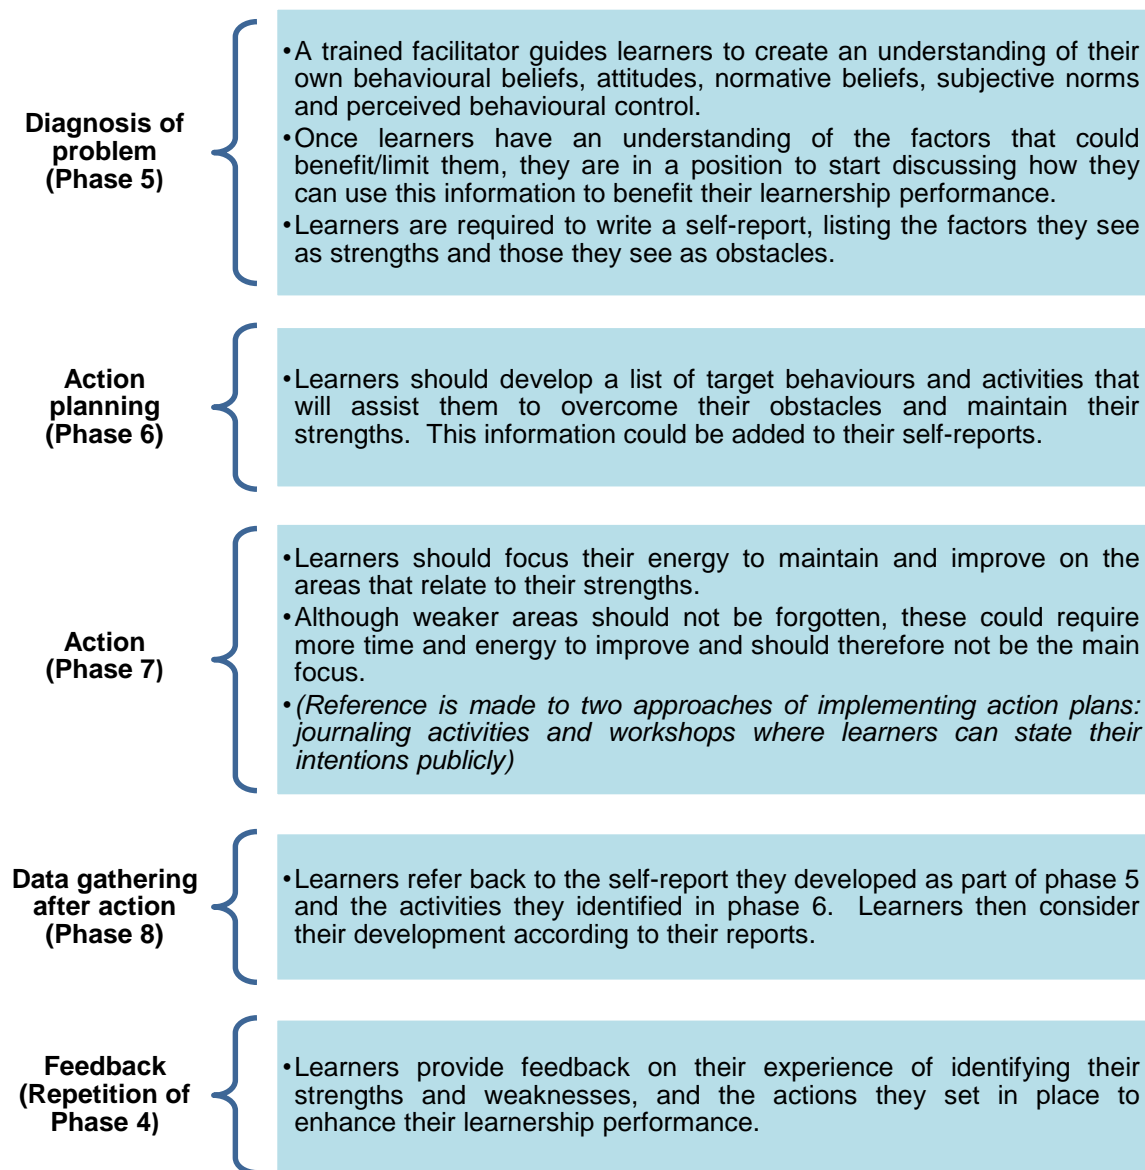 Diagnosis of
problem
(Phase 5)
•A trained facilitator guides learners to create an understanding of their
own behavioural beliefs, attitudes, normative beliefs, subjective norms
and perceived behavioural control.
•Once learners have an understanding of the factors that could
benefit/limit them, they are in a position to start discussing how they
can use this information to benefit their learnership performance.
•Learners are required to write a self-report, listing the factors they see
as strengths and those they see as obstacles.
Action
planning
(Phase 6)
•Learners should develop a list of target behaviours and activities that
will assist them to overcome their obstacles and maintain their
strengths. This information could be added to their self-reports.
Action
(Phase 7)
•Learners should focus their energy to maintain and improve on the
areas that relate to their strengths.
•Although weaker areas should not be forgotten, these could require
more time and energy to improve and should therefore not be the main
focus.
•(Reference is made to two approaches of implementing action plans:
journaling activities and workshops where learners can state their
intentions publicly)
Data gathering
after action
(Phase 8)
•Learners refer back to the self-report they developed as part of phase 5
and the activities they identified in phase 6. Learners then consider
their development according to their reports.
Feedback
(Repetition of
Phase 4)
•Learners provide feedback on their experience of identifying their
strengths and weaknesses, and the actions they set in place to
enhance their learnership performance.